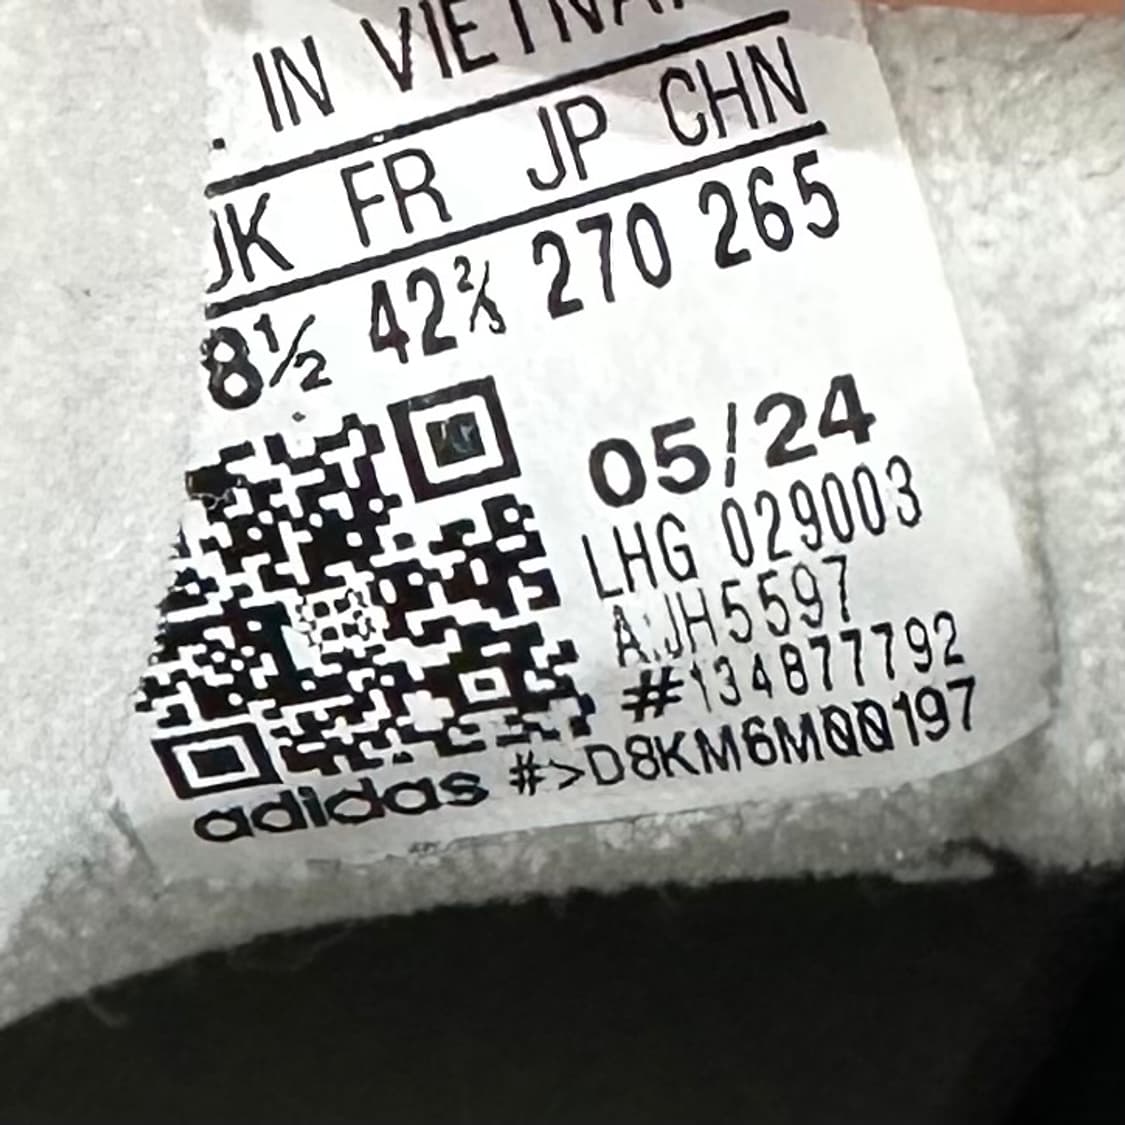 . IN VIETNA
UK FR JP CHN
8½ 42⅔ 270 265
05/24
LHG 029003
A:JH5597
#134877792
adidas #>D8KM6M00197